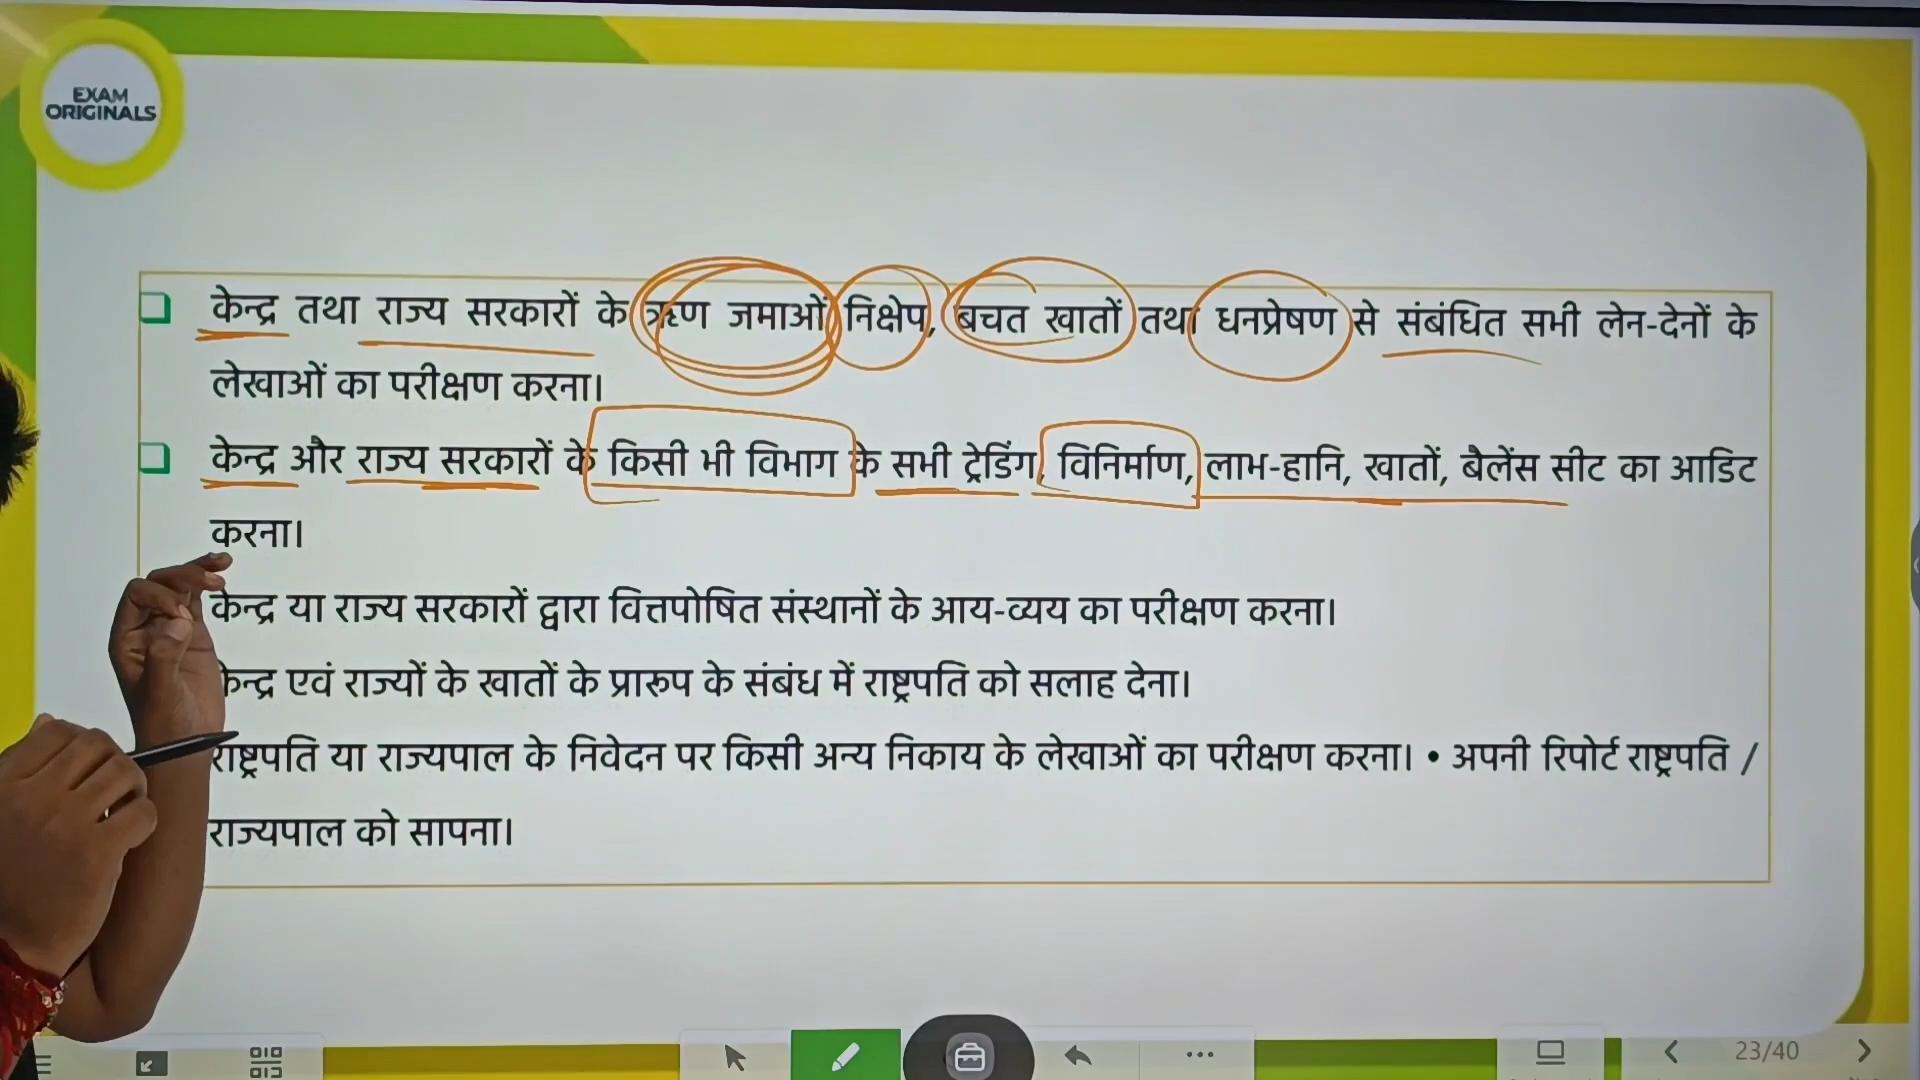 EXAM
ORIGINALS
केन्द्र तथा राज्य सरकारों के ऋण जमाओं निक्षेप, बचत खातों तथा धनप्रेषण से संबंधित सभी लेन-देनों के
लेखाओं का परीक्षण करना।
केन्द्र और राज्य सरकारों के किसी भी विभाग के सभी ट्रेडिंग, विनिर्माण, लाभ-हानि, खातों, बैलेंस सीट का आडिट
करना।
केन्द्र या राज्य सरकारों द्वारा वित्तपोषित संस्थानों के आय-व्यय का परीक्षण करना।
केन्द्र एवं राज्यों के खातों के प्रारूप के संबंध में राष्ट्रपति को सलाह देना।
राष्ट्रपति या राज्यपाल के निवेदन पर किसी अन्य निकाय के लेखाओं का परीक्षण करना। • अपनी रिपोर्ट राष्ट्रपति /
राज्यपाल को सापना।
23/40